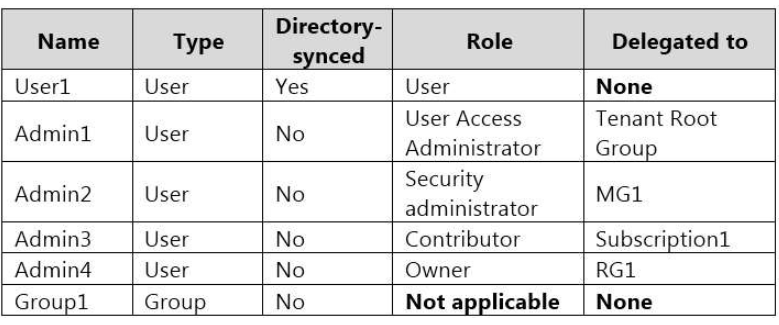 Name Type Directory-synced Role Delegated to
User1 User Yes User None
Admin1 User No User Access Administrator Tenant Root Group
Admin2 User No Security administrator MG1
Admin3 User No Contributor Subscription1
Admin4 User No Owner RG1
Group1 Group No Not applicable None